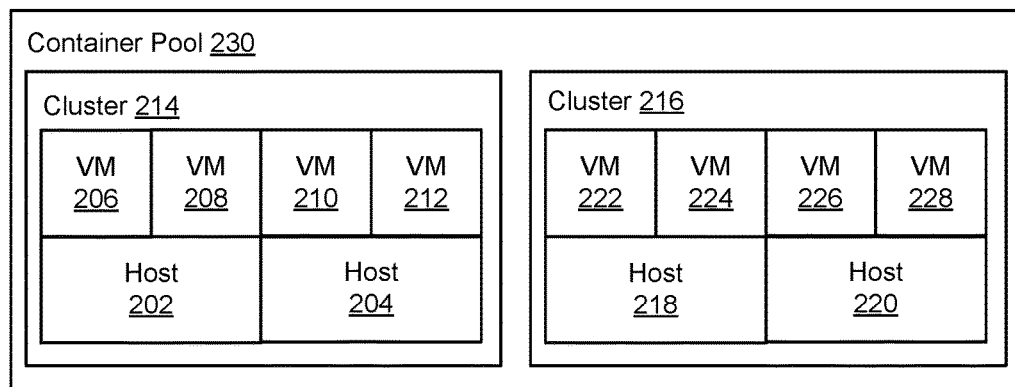 Container Pool 230
Cluster 214
Cluster 216
VM VM VM VM
206 208 210 212
VM VM VM VM
222 224 226 228
Host Host
202 204
Host Host
218 220